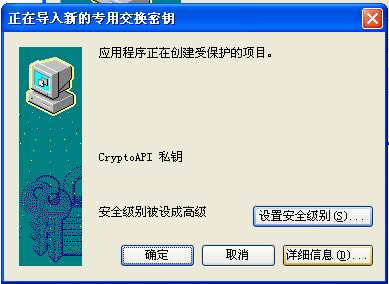 正在导入新的专用交换密钥
应用程序正在创建受保护的项目。
CryptoAPI 私钥
安全级别被设成高级
设置安全级别(S)...
确定
取消
详细信息(D)...